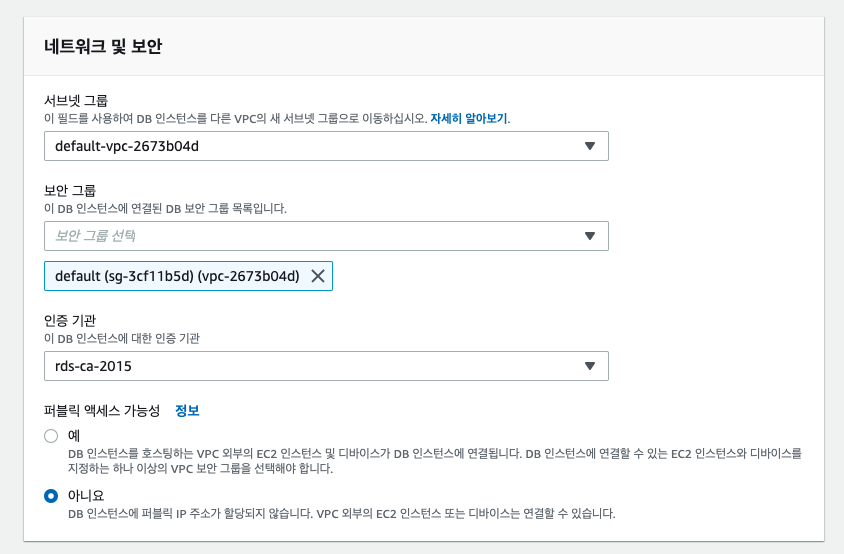 네트워크 및 보안
서브넷 그룹
이 필드를 사용하여 DB 인스턴스를 다른 VPC의 새 서브넷 그룹으로 이동하십시오. 자세히 알아보기.
default-vpc-2673b04d
보안 그룹
이 DB 인스턴스에 연결된 DB 보안 그룹 목록입니다.
보안 그룹 선택
default (sg-3cf11b5d) (vpc-2673b04d)
인증 기관
이 DB 인스턴스에 대한 인증 기관
rds-ca-2015
퍼블릭 액세스 가능성 정보
예
DB 인스턴스를 호스팅하는 VPC 외부의 EC2 인스턴스 및 디바이스가 DB 인스턴스에 연결됩니다. DB 인스턴스에 연결할 수 있는 EC2 인스턴스와 디바이스를
지정하는 하나 이상의 VPC 보안 그룹을 선택해야 합니다.
아니요
DB 인스턴스에 퍼블릭 IP 주소가 할당되지 않습니다. VPC 외부의 EC2 인스턴스 또는 디바이스는 연결할 수 있습니다.